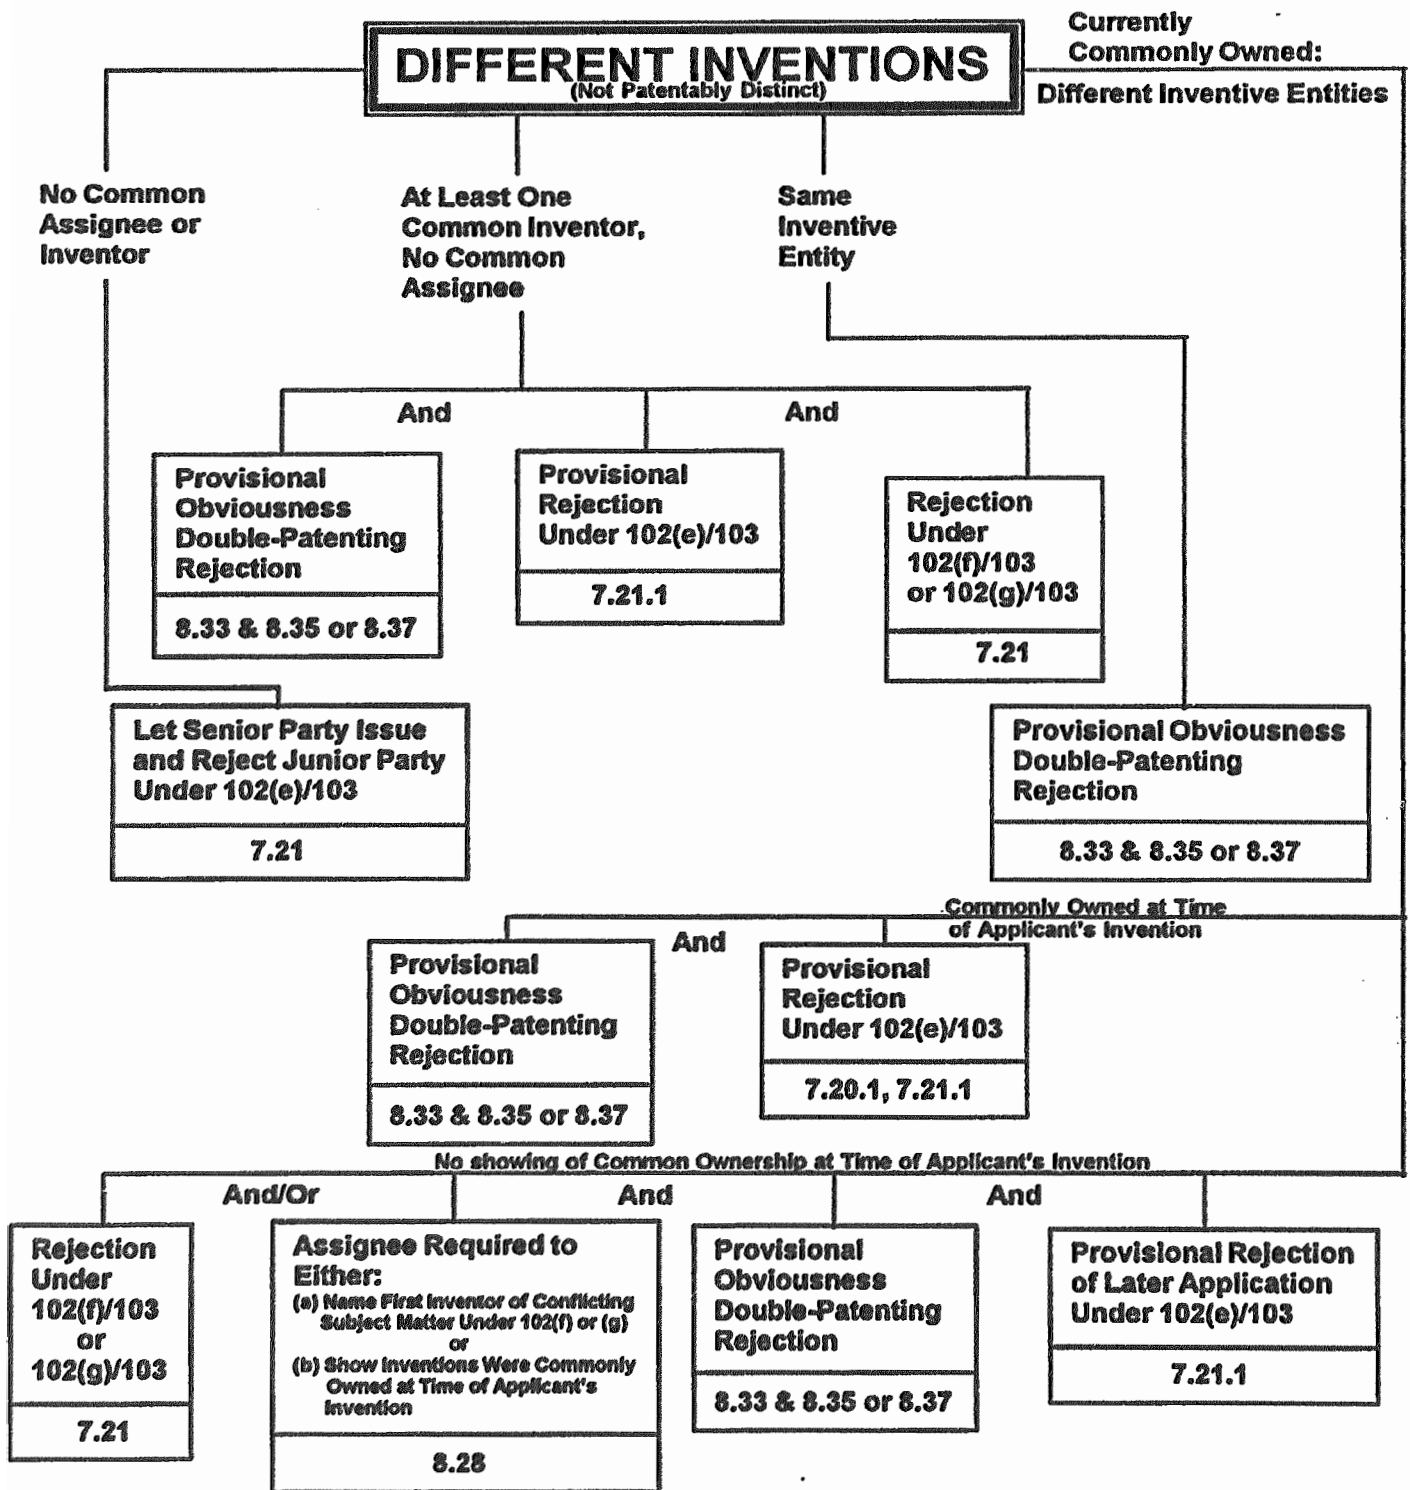 DIFFERENT INVENTIONS
(Not Patentably Distinct)
Currently
Commonly Owned:
Different Inventive Entities
No Common
Assignee or
Inventor
At Least One
Common Inventor,
No Common
Assignee
Same
Inventive
Entity
And
And
Provisional
Obviousness
Double-Patenting
Rejection
8.33 & 8.35 or 8.37
Provisional
Rejection
Under 102(e)/103
7.21.1
Rejection
Under
102(f)/103
or 102(g)/103
7.21
Let Senior Party Issue
and Reject Junior Party
Under 102(e)/103
7.21
Provisional Obviousness
Double-Patenting
Rejection
8.33 & 8.35 or 8.37
Commonly Owned at Time
of Applicant's Invention
And
Provisional
Obviousness
Double-Patenting
Rejection
8.33 & 8.35 or 8.37
Provisional
Rejection
Under 102(e)/103
7.20.1, 7.21.1
No showing of Common Ownership at Time of Applicant's Invention
And/Or
And
And
Rejection
Under
102(f)/103
or
102(g)/103
7.21
Assignee Required to
Either:
(a) Name First Inventor of Conflicting
Subject Matter Under 102(f) or (g)
or
(b) Show Inventions Were Commonly
Owned at Time of Applicant's
Invention
8.28
Provisional
Obviousness
Double-Patenting
Rejection
8.33 & 8.35 or 8.37
Provisional Rejection
of Later Application
Under 102(e)/103
7.21.1